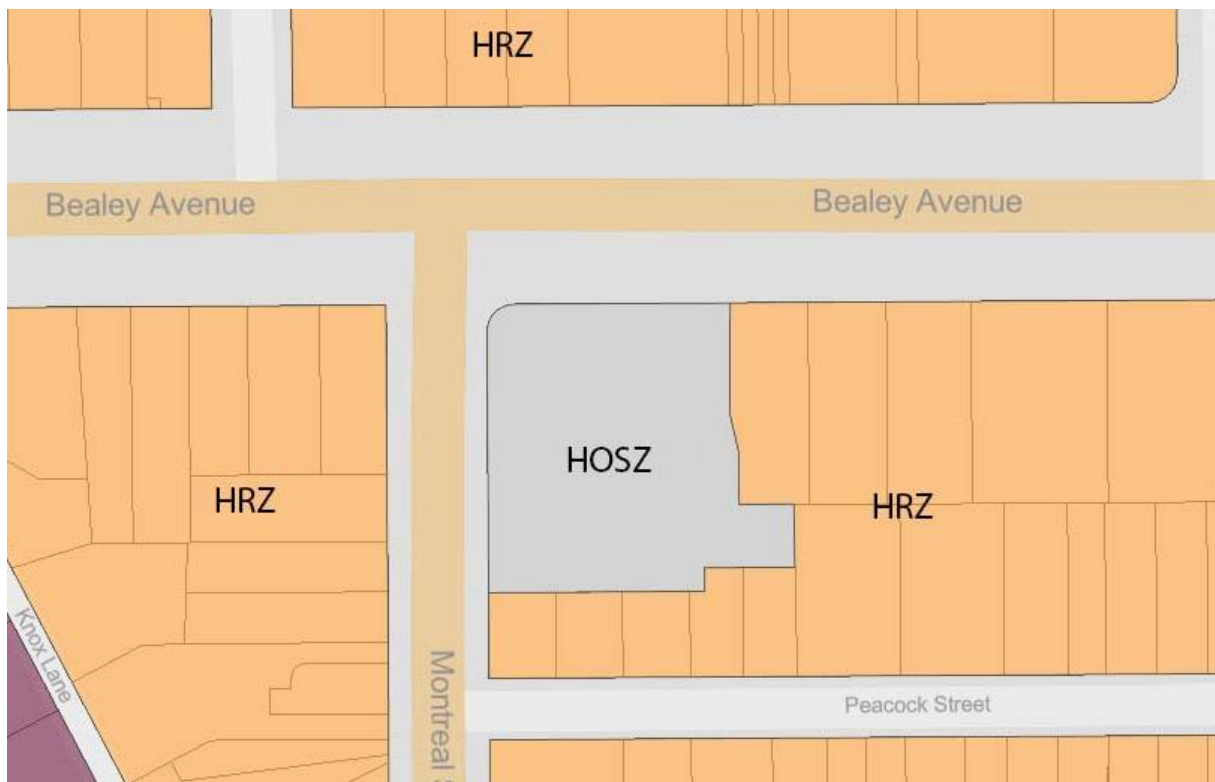 HRZ
Bealey Avenue
Bealey Avenue
HOSZ
HRZ
HRZ
Knox Lane
Montreal S
Peacock Street